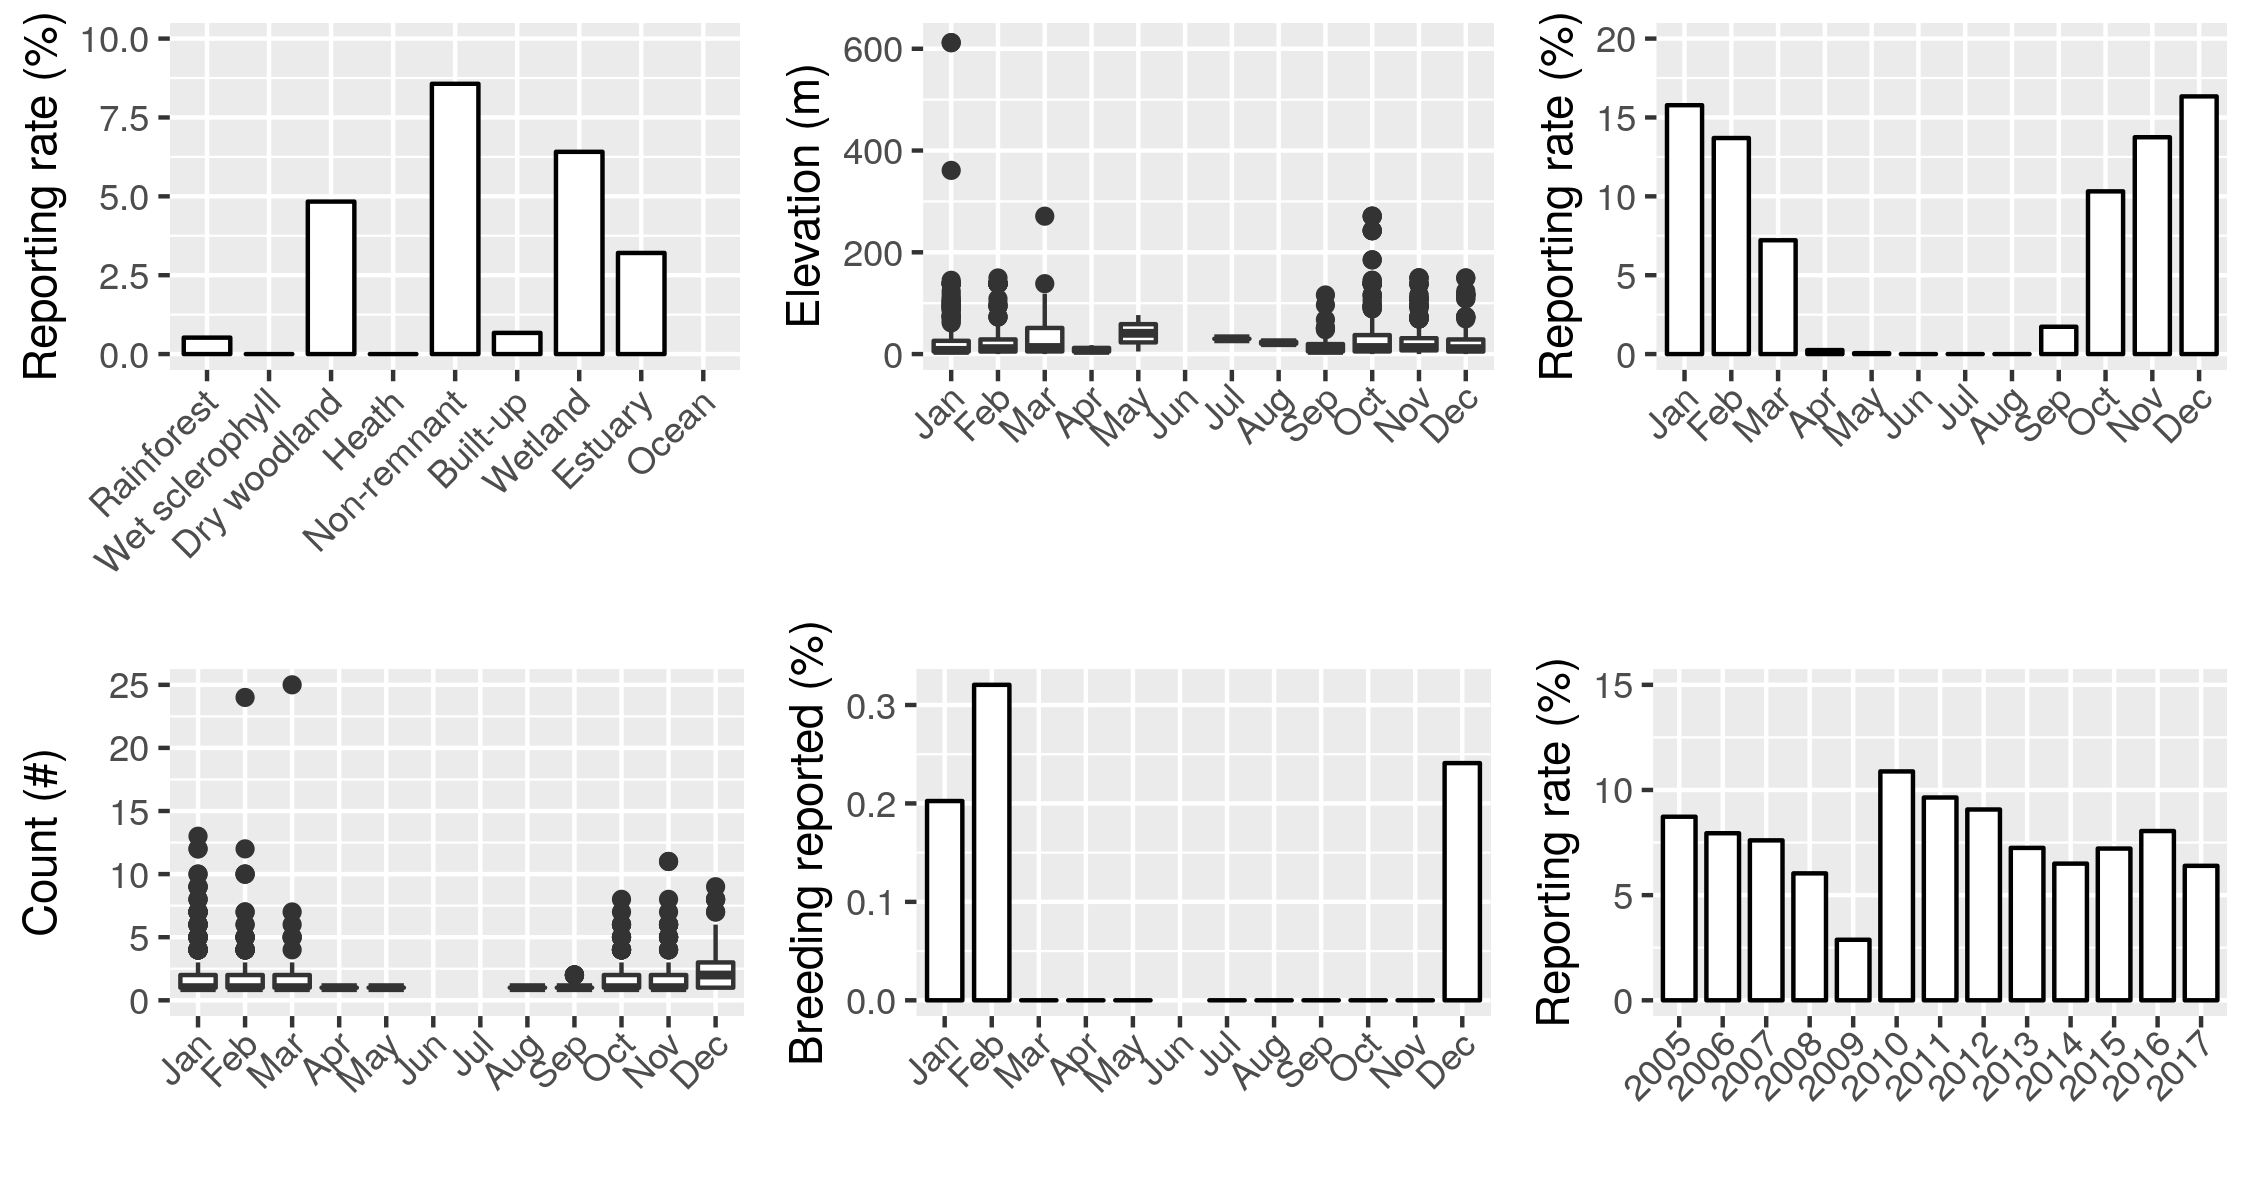 Reporting rate (%)
10.0
7.5
5.0
2.5
0.0
Rainforest
Wet sclerophyll
Dry woodland
Heath
Non-remnant
Built-up
Wetland
Estuary
Ocean
Elevation (m)
600
400
200
0
Jan
Feb
Mar
Apr
May
Jun
Jul
Aug
Sep
Oct
Nov
Dec
Reporting rate (%)
20
15
10
5
0
Jan
Feb
Mar
Apr
May
Jun
Jul
Aug
Sep
Oct
Nov
Dec
Count (#)
25
20
15
10
5
0
Jan
Feb
Mar
Apr
May
Jun
Jul
Aug
Sep
Oct
Nov
Dec
Breeding reported (%)
0.3
0.2
0.1
0.0
Jan
Feb
Mar
Apr
May
Jun
Jul
Aug
Sep
Oct
Nov
Dec
Reporting rate (%)
15
10
5
0
2005
2006
2007
2008
2009
2010
2011
2012
2013
2014
2015
2016
2017